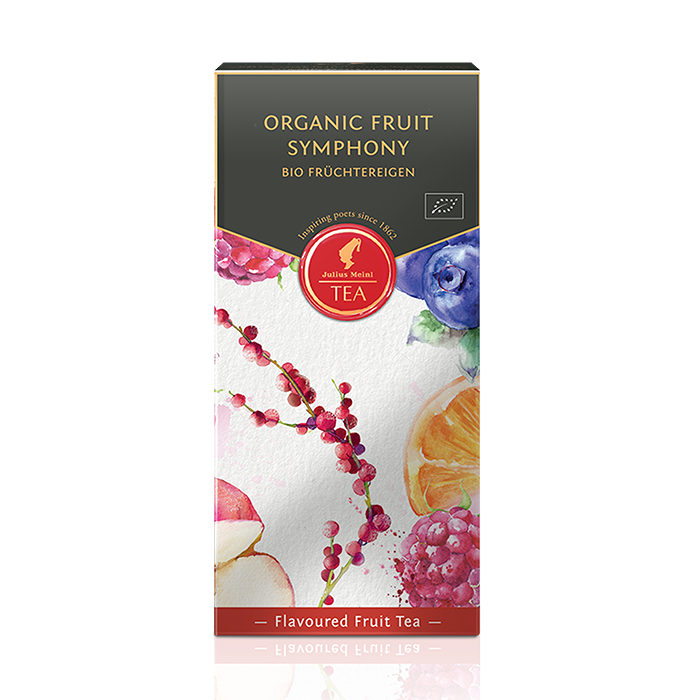 ORGANIC FRUIT
SYMPHONY
BIO FRÜCHTEREIGEN
Inspiring poets since 1862
Julius Meinl
TEA
— Flavoured Fruit Tea —